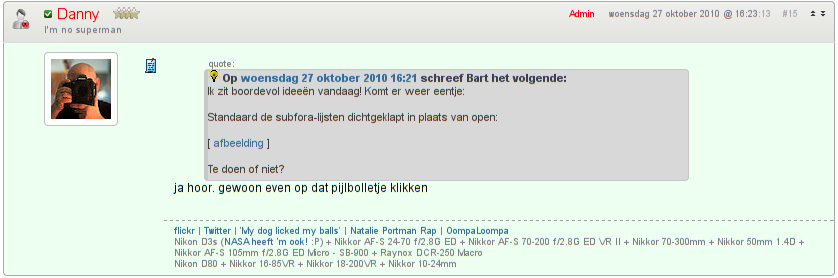 Danny
Admin woensdag 27 oktober 2010 @ 16:23:13 #15
I'm no superman
quote:
Op woensdag 27 oktober 2010 16:21 schreef Bart het volgende:
Ik zit boordevol ideeën vandaag! Komt er weer eentje:
Standaard de subfora-lijsten dichtgeklapt in plaats van open:
[ afbeelding ]
Te doen of niet?
ja hoor. gewoon even op dat pijlbolletje klikken
flickr | Twitter | 'My dog licked my balls' | Natalie Portman Rap | OompaLoompa
Nikon D3s (NASA heeft 'm ook! :P) + Nikkor AF-S 24-70 f/2.8G ED + Nikkor AF-S 70-200 f/2.8G ED VR II + Nikkor 70-300mm + Nikkor 50mm 1.4D +
Nikkor AF-S 105mm f/2.8G ED Micro - SB-900 + Raynox DCR-250 Macro
Nikon D80 + Nikkor 16-85VR + Nikkor 18-200VR + Nikkor 10-24mm